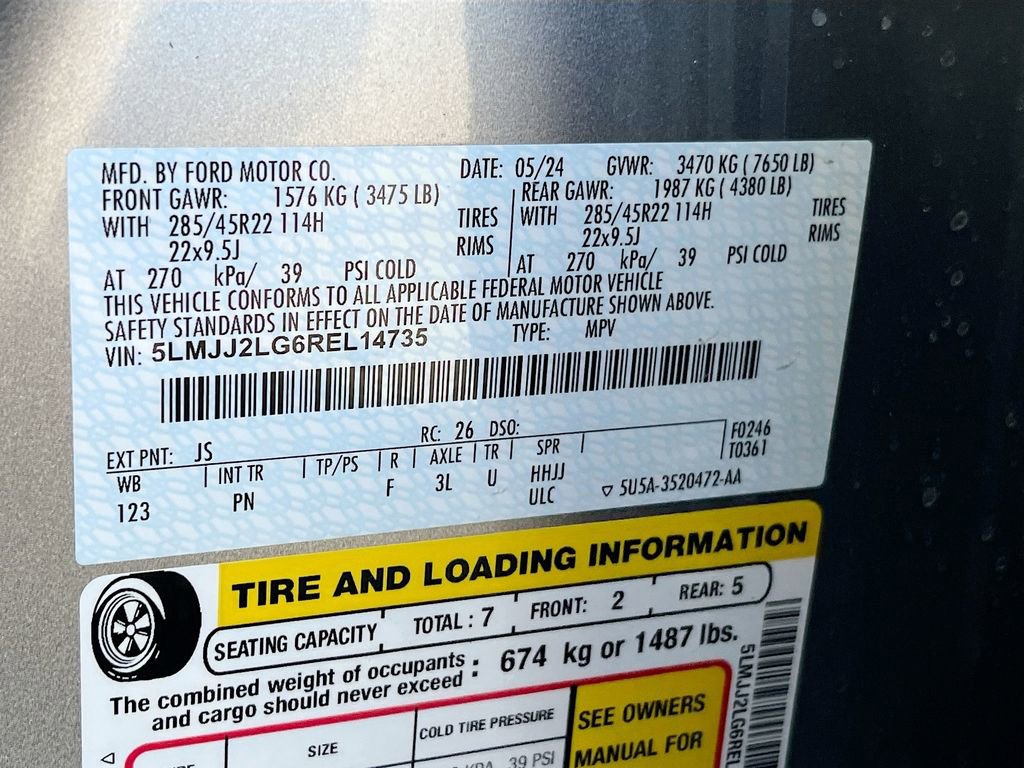 MFD. BY FORD MOTOR CO. DATE: 05/24 GVWR: 3470 KG ( 7650 LB)
FRONT GAWR: 1576 KG ( 3475 LB) REAR GAWR: 1987 KG ( 4380 LB)
WITH 285/45R22 114H TIRES WITH 285/45R22 114H TIRES
22x9.5J RIMS 22x9.5J RIMS
AT 270 kPa/ 39 PSI COLD AT 270 kPa/ 39 PSI COLD
THIS VEHICLE CONFORMS TO ALL APPLICABLE FEDERAL MOTOR VEHICLE
SAFETY STANDARDS IN EFFECT ON THE DATE OF MANUFACTURE SHOWN ABOVE.
VIN: 5LMJJ2LG6REL14735 TYPE: MPV
EXT PNT: JS RC: 26 DSO: F0246
WB INT TR TP/PS R AXLE TR SPR T0361
123 PN F 3L U HHJJ
ULC 5U5A-3520472-AA
TIRE AND LOADING INFORMATION
SEATING CAPACITY TOTAL : 7 FRONT: 2 REAR: 5
The combined weight of occupants
and cargo should never exceed : 674 kg or 1487 lbs.
SIZE COLD TIRE PRESSURE SEE OWNERS
39 PSI MANUAL FOR
5LMJJ2LG6REL